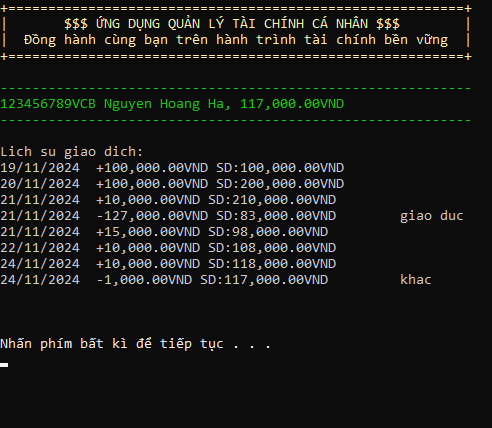 +=========================================================+
|       $$$ ỨNG DỤNG QUẢN LÝ TÀI CHÍNH CÁ NHÂN $$$        |
|  Đồng hành cùng bạn trên hành trình tài chính bền vững  |
+=========================================================+
-----------------------------------------------------------
123456789VCB Nguyen Hoang Ha, 117,000.00VND
-----------------------------------------------------------
Lich su giao dich:
19/11/2024  +100,000.00VND SD:100,000.00VND
20/11/2024  +100,000.00VND SD:200,000.00VND
21/11/2024  +10,000.00VND SD:210,000.00VND
21/11/2024  -127,000.00VND SD:83,000.00VND        giao duc
21/11/2024  +15,000.00VND SD:98,000.00VND
22/11/2024  +10,000.00VND SD:108,000.00VND
24/11/2024  +10,000.00VND SD:118,000.00VND
24/11/2024  -1,000.00VND SD:117,000.00VND         khac
Nhấn phím bất kì để tiếp tục . . .